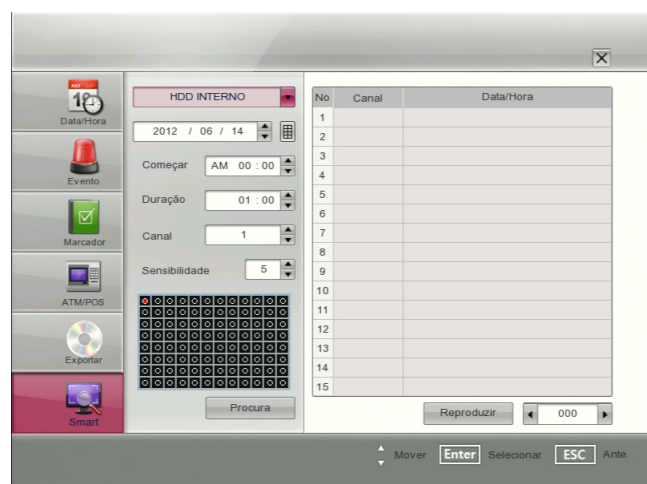 Data/Hora
Evento
Marcador
ATM/POS
Exportar
Smart
HDD INTERNO
2012 / 06 / 14
Começar AM 00 : 00
Duração 01 : 00
Canal 1
Sensibilidade 5
Procura
No Canal Data/Hora
1
2
3
4
5
6
7
8
9
10
11
12
13
14
15
Reproduzir 000
Mover Enter Selecionar ESC Ante.